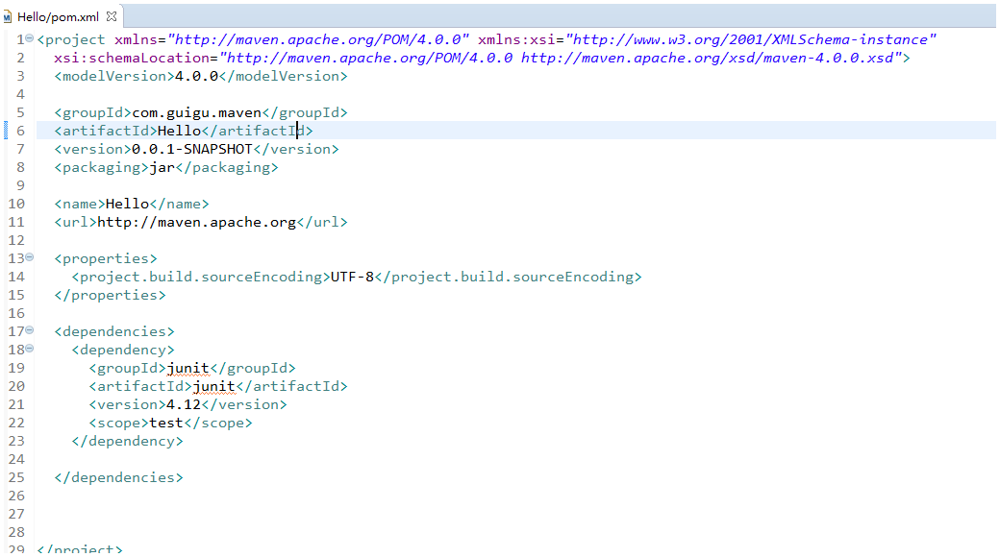 Hello/pom.xml
1 <project xmlns="http://maven.apache.org/POM/4.0.0" xmlns:xsi="http://www.w3.org/2001/XMLSchema-instance"
2 xsi:schemaLocation="http://maven.apache.org/POM/4.0.0 http://maven.apache.org/xsd/maven-4.0.0.xsd">
3 <modelVersion>4.0.0</modelVersion>
4
5 <groupId>com.guigu.maven</groupId>
6 <artifactId>Hello</artifactId>
7 <version>0.0.1-SNAPSHOT</version>
8 <packaging>jar</packaging>
9
10 <name>Hello</name>
11 <url>http://maven.apache.org</url>
12
13 <properties>
14 <project.build.sourceEncoding>UTF-8</project.build.sourceEncoding>
15 </properties>
16
17 <dependencies>
18 <dependency>
19 <groupId>junit</groupId>
20 <artifactId>junit</artifactId>
21 <version>4.12</version>
22 <scope>test</scope>
23 </dependency>
24
25 </dependencies>
26
27
28
29 </project>